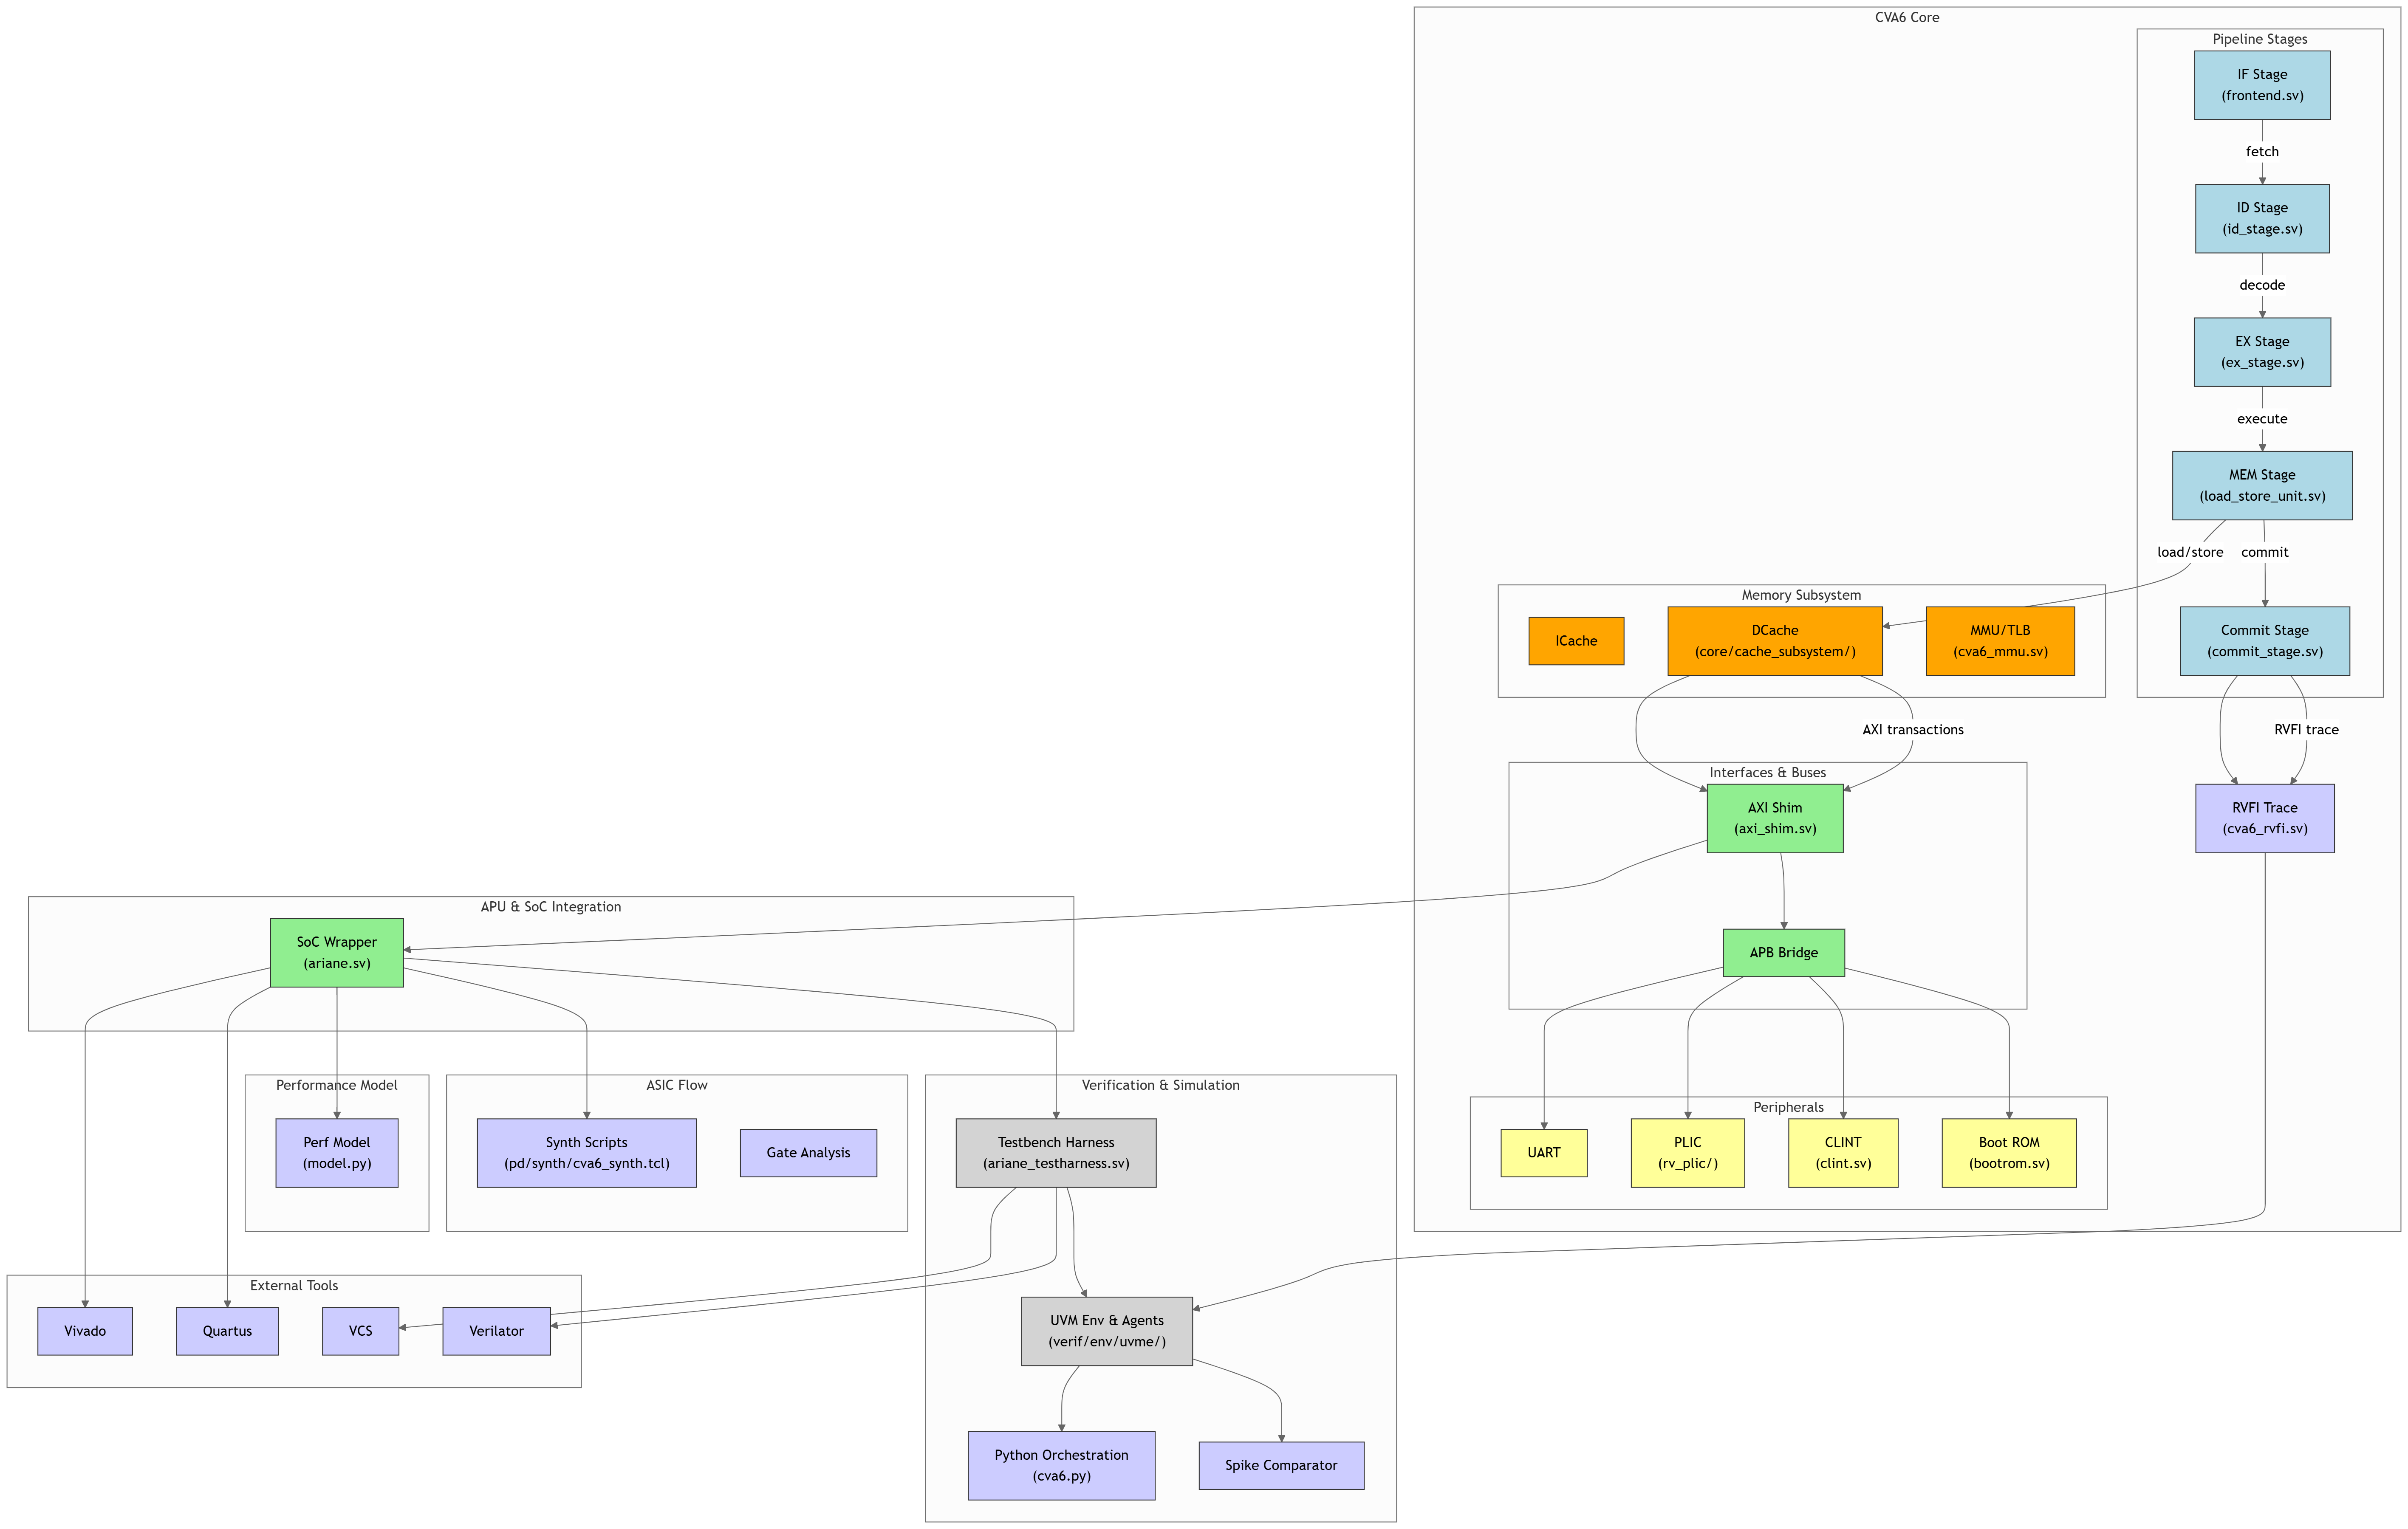 CVA6 Core
Pipeline Stages
IF Stage
(frontend.sv)
fetch
ID Stage
(id_stage.sv)
decode
EX Stage
(ex_stage.sv)
execute
MEM Stage
(load_store_unit.sv)
load/store
commit
Memory Subsystem
ICache
DCache
(core/cache_subsystem/)
MMU/TLB
(cva6_mmu.sv)
Commit Stage
(commit_stage.sv)
AXI transactions
RVFI trace
Interfaces & Buses
AXI Shim
(axi_shim.sv)
RVFI Trace
(cva6_rvfi.sv)
APU & SoC Integration
SoC Wrapper
(ariane.sv)
APB Bridge
Performance Model
Perf Model
(model.py)
ASIC Flow
Synth Scripts
(pd/synth/cva6_synth.tcl)
Gate Analysis
Verification & Simulation
Testbench Harness
(ariane_testharness.sv)
Peripherals
UART
PLIC
(rv_plic/)
CLINT
(clint.sv)
Boot ROM
(bootrom.sv)
External Tools
Vivado
Quartus
VCS
Verilator
UVM Env & Agents
(verif/env/uvme/)
Python Orchestration
(cva6.py)
Spike Comparator